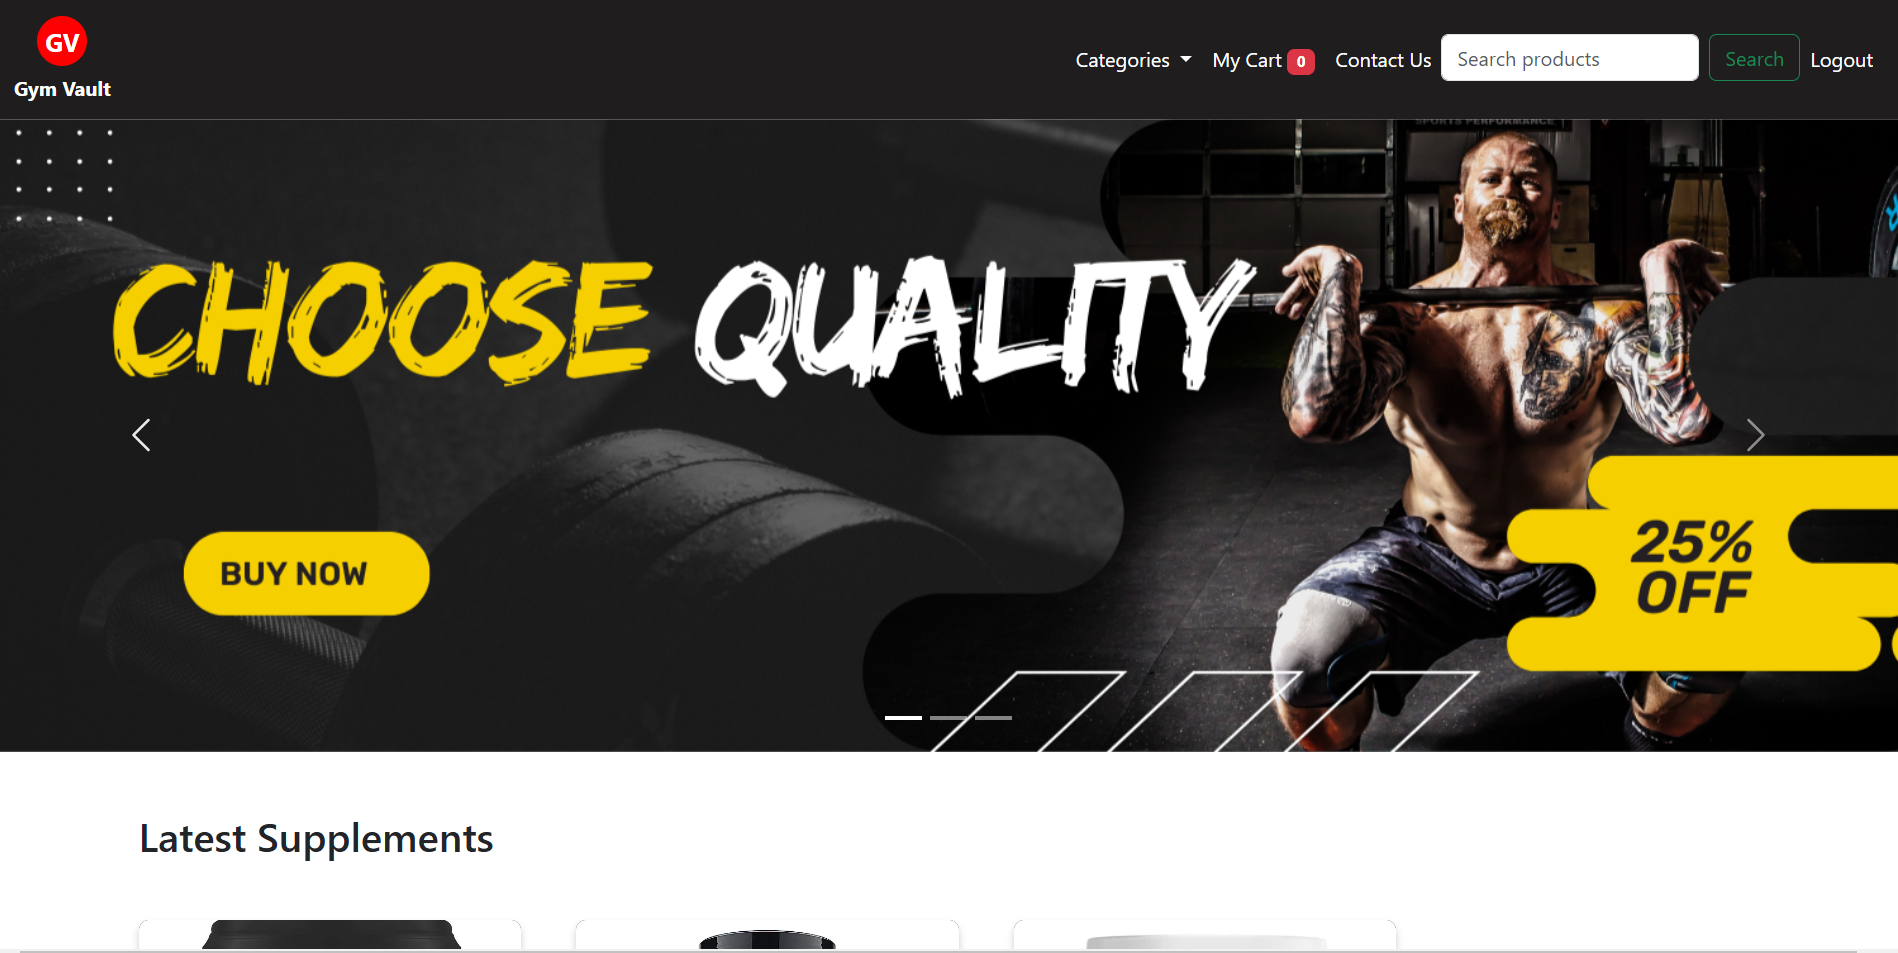 GV
Gym Vault
Categories
My Cart 0
Contact Us
Search products
Search
Logout
SPORTS PERFORMANCE
CHOOSE QUALITY
BUY NOW
25%
OFF
Latest Supplements